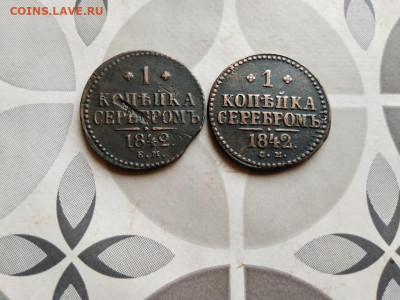 COINS.LAVE.RU
1
КОПѢЙКА
СЕРЕБРОМЪ
1842.
Е.М.
1
КОПѢЙКА
СЕРЕБРОМЪ
1842.
С.М.